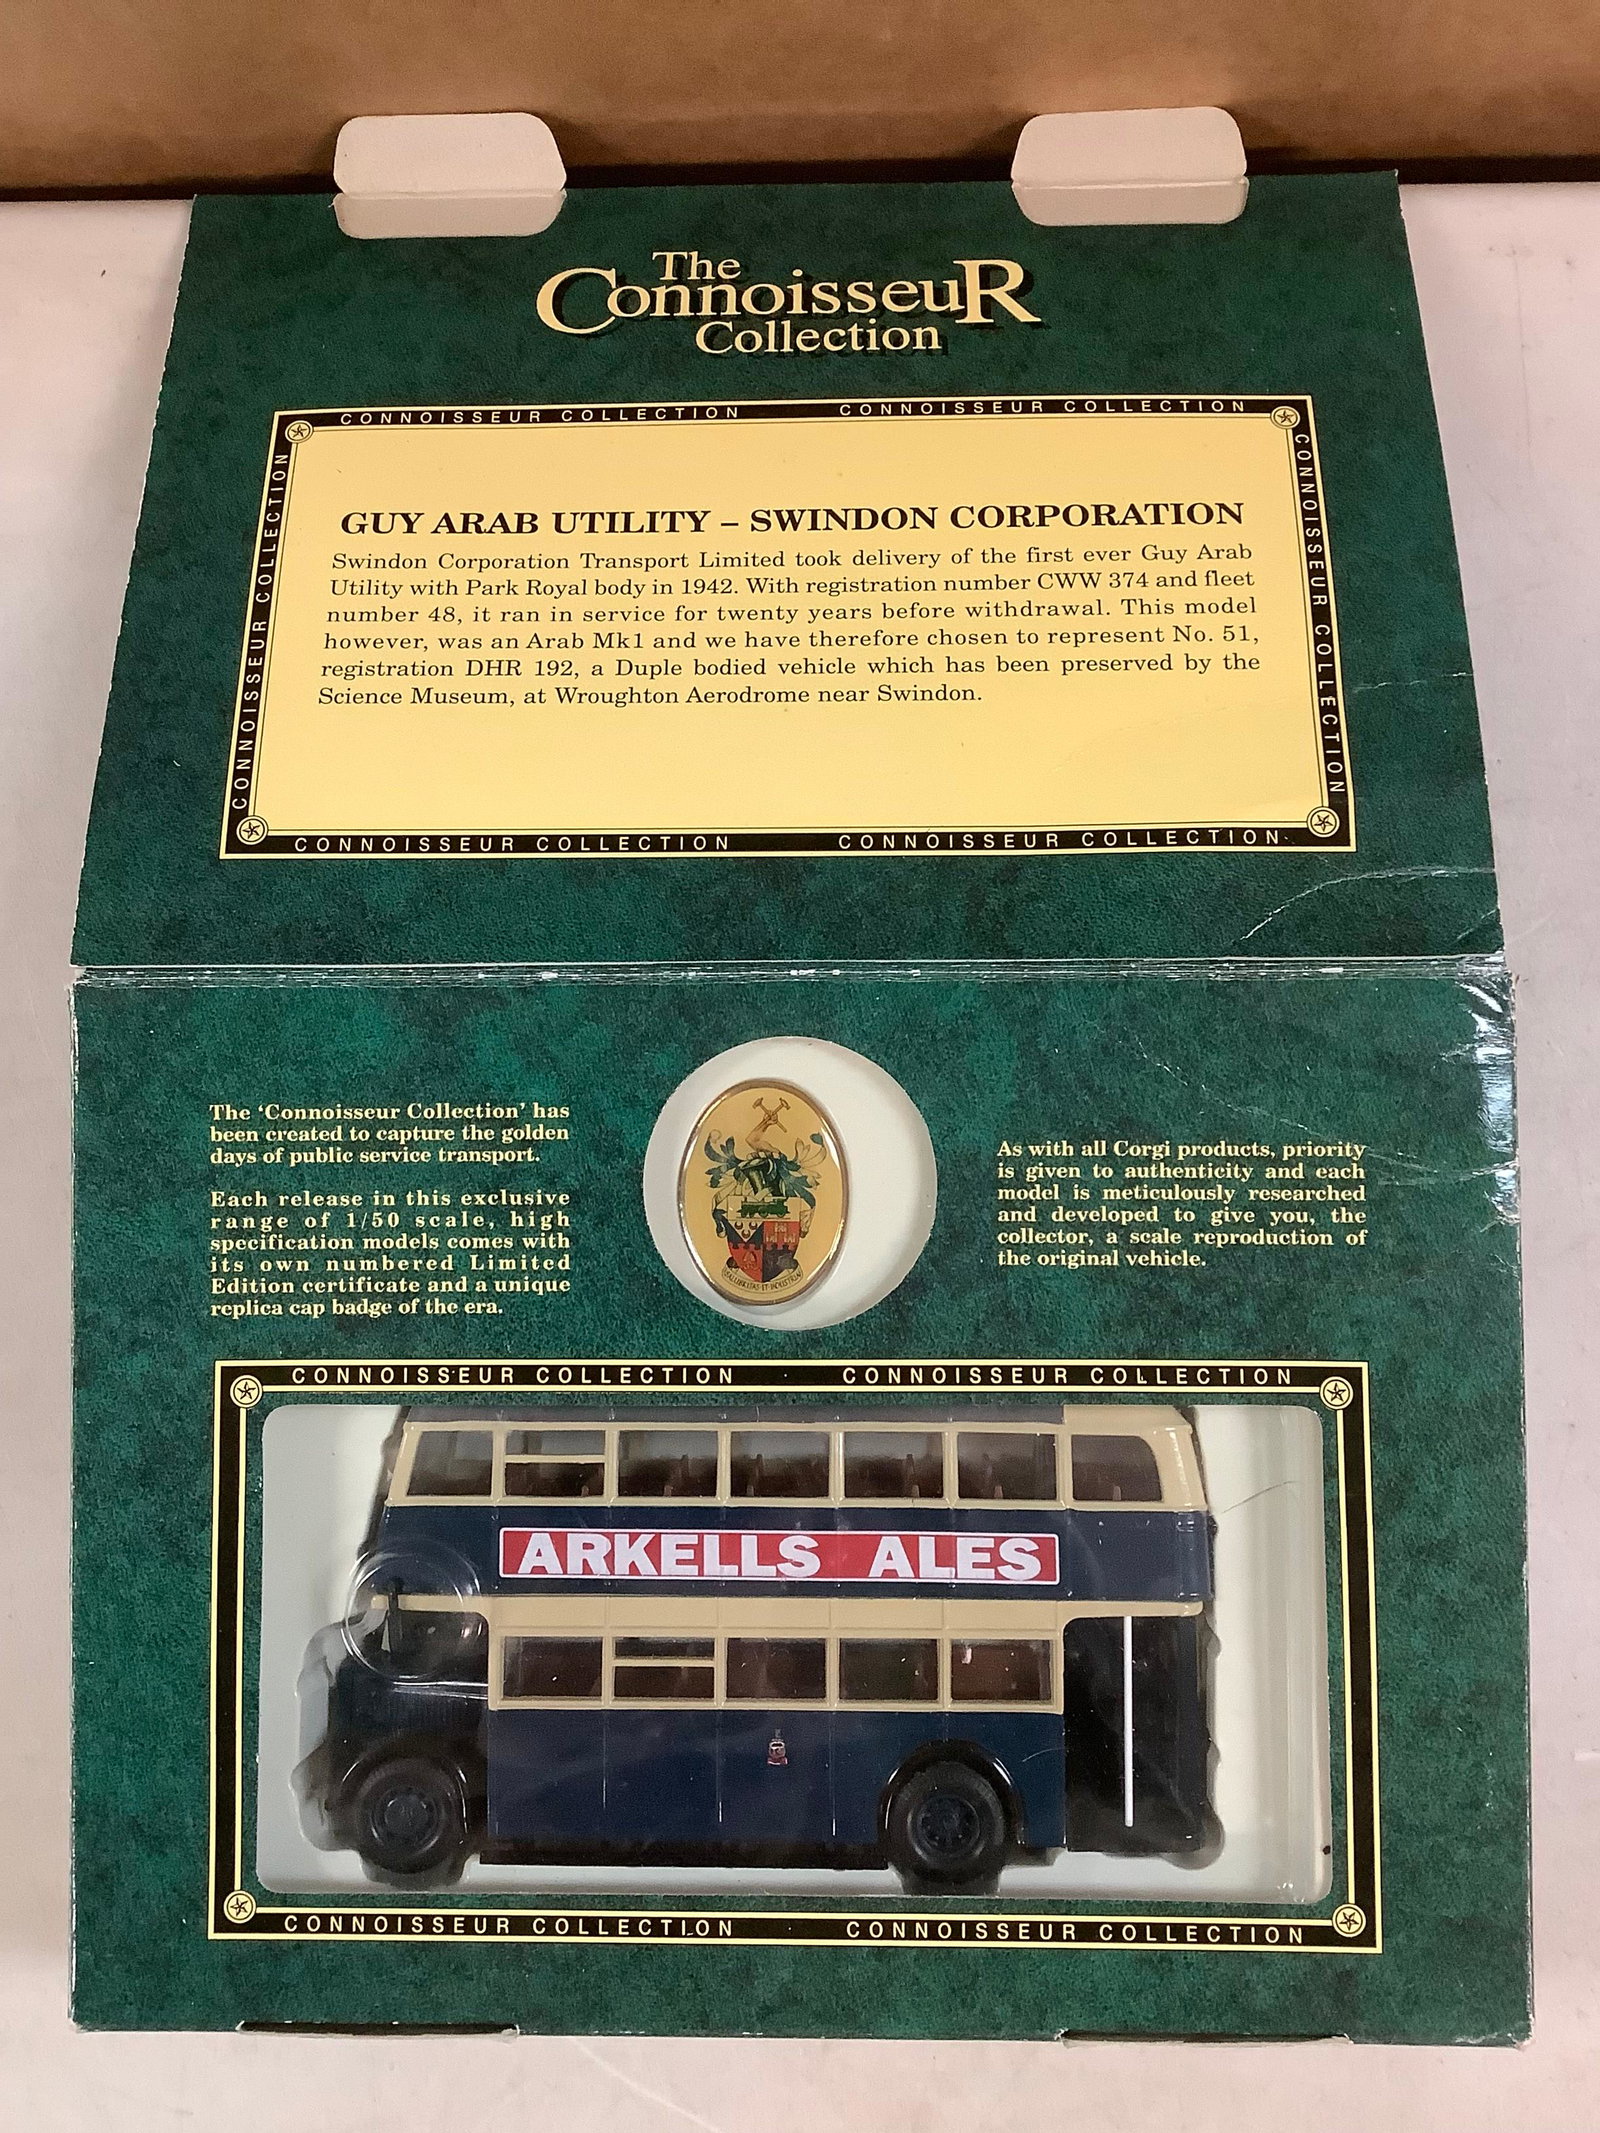 The
Connoisseur
Collection
CONNOISSEUR COLLECTION CONNOISSEUR COLLECTION
CONNOISSEUR COLLECTION
CONNOISSEUR COLLECTION
GUY ARAB UTILITY – SWINDON CORPORATION
Swindon Corporation Transport Limited took delivery of the first ever Guy Arab
Utility with Park Royal body in 1942. With registration number CWW 374 and fleet
number 48, it ran in service for twenty years before withdrawal. This model
however, was an Arab Mk1 and we have therefore chosen to represent No. 51,
registration DHR 192, a Duple bodied vehicle which has been preserved by the
Science Museum, at Wroughton Aerodrome near Swindon.
CONNOISSEUR COLLECTION CONNOISSEUR COLLECTION
The 'Connoisseur Collection' has
been created to capture the golden
days of public service transport.
Each release in this exclusive
range of 1/50 scale, high
specification models comes with
its own numbered Limited
Edition certificate and a unique
replica cap badge of the era.
SALUBRITAS ET INDUSTRIA
As with all Corgi products, priority
is given to authenticity and each
model is meticulously researched
and developed to give you, the
collector, a scale reproduction of
the original vehicle.
CONNOISSEUR COLLECTION CONNOISSEUR COLLECTION
ARKELLS ALES
CONNOISSEUR COLLECTION CONNOISSEUR COLLECTION